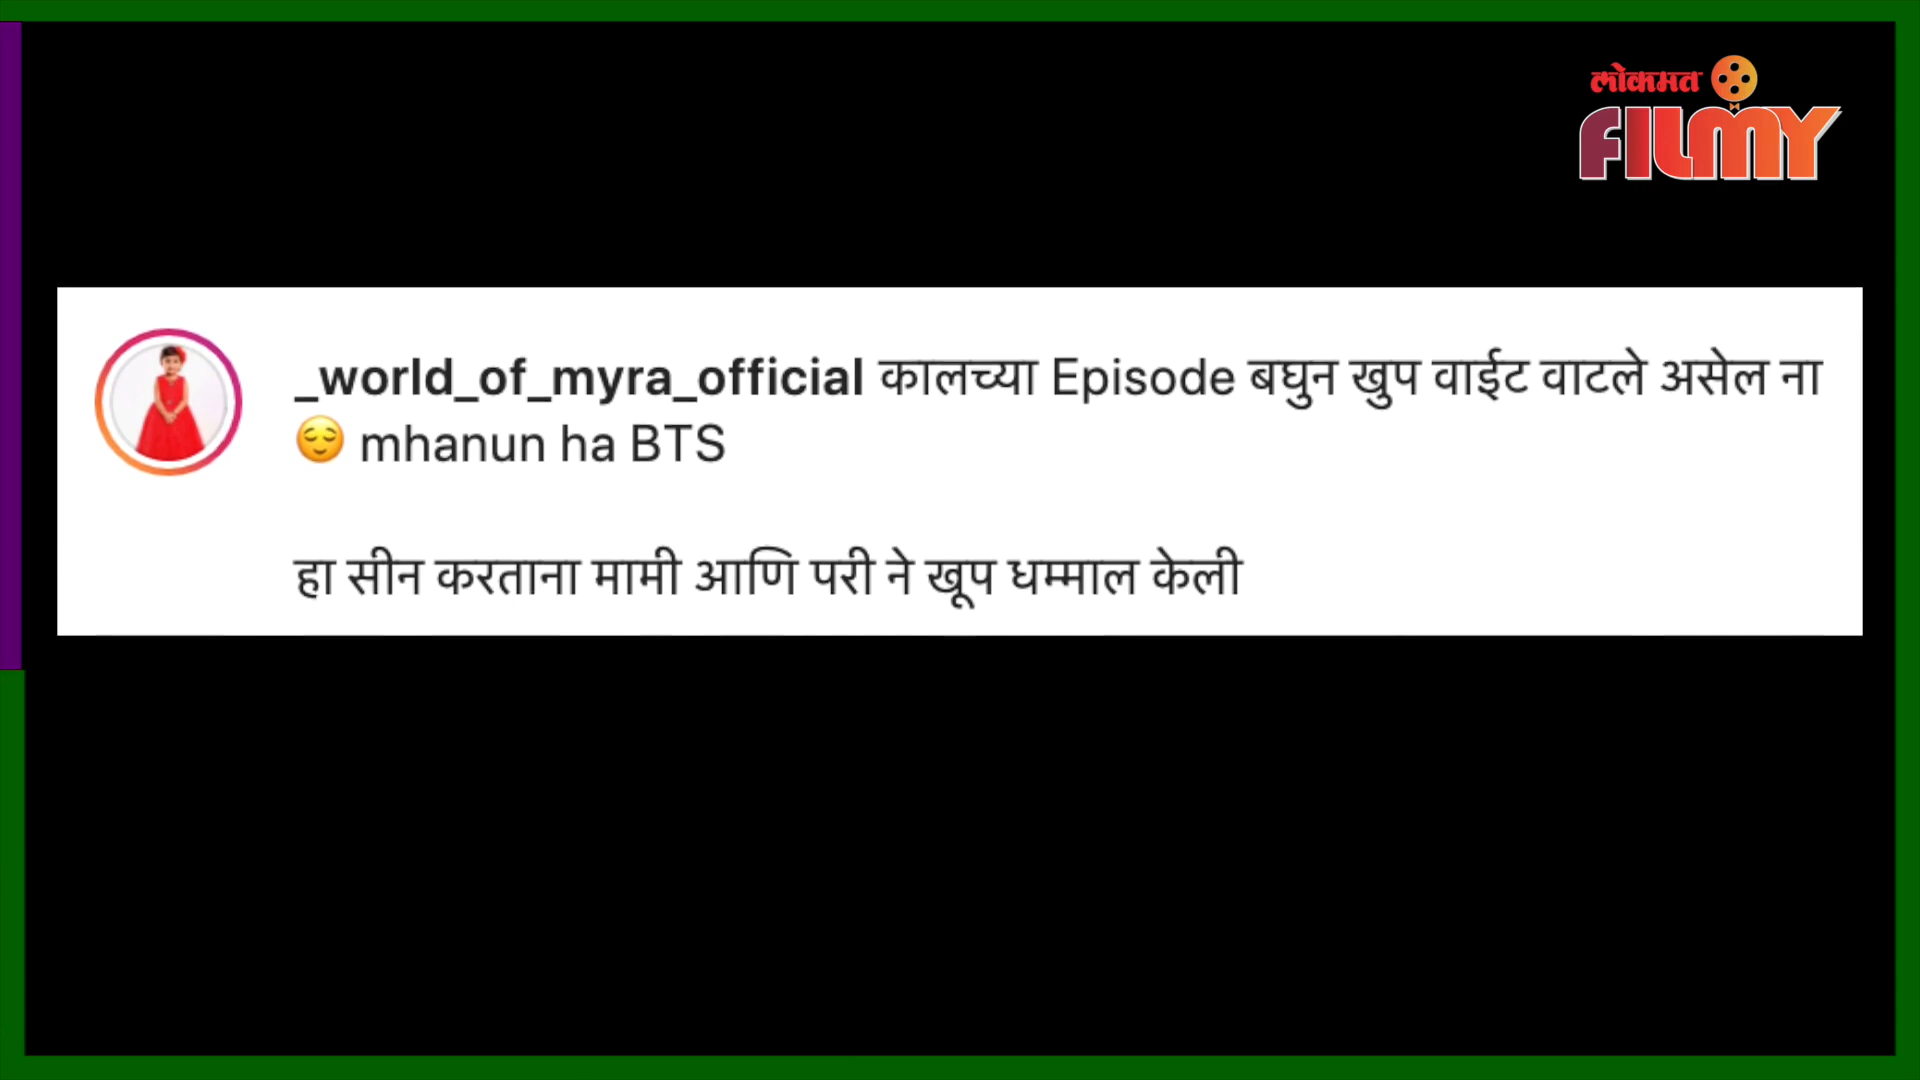 लोकमत
FILMY
_world_of_myra_official कालच्या Episode बघुन खुप वाईट वाटले असेल ना
😌 mhanun ha BTS
हा सीन करताना मामी आणि परी ने खूप धम्माल केली